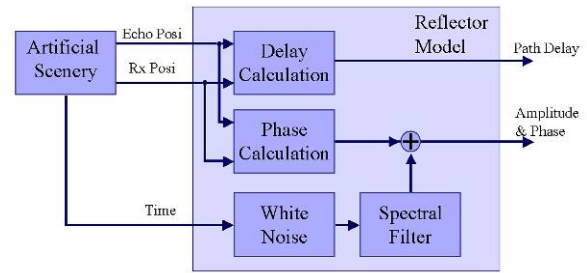 Reflector
Model
Artificial
Scenery
Echo Posi
Rx Posi
Delay
Calculation
Path Delay
Phase
Calculation
Amplitude
& Phase
+
Time
White
Noise
Spectral
Filter